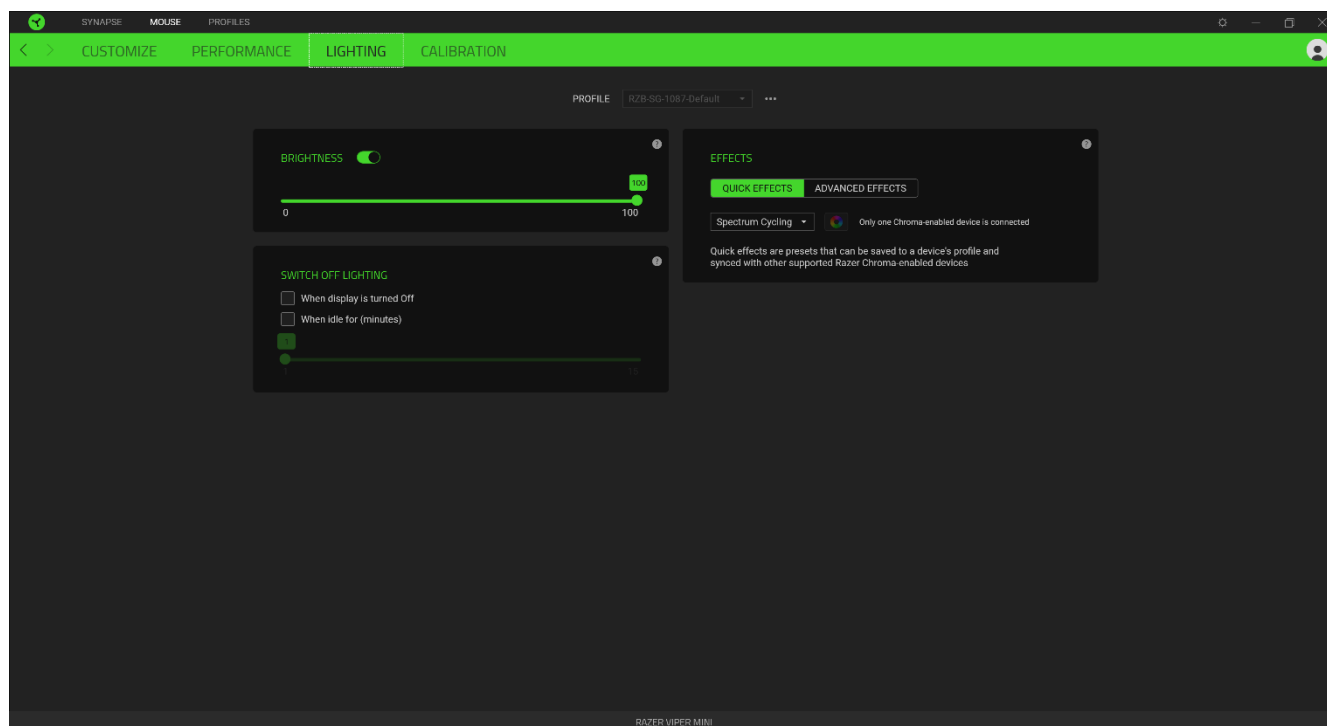 SYNAPSE MOUSE PROFILES
CUSTOMIZE PERFORMANCE LIGHTING CALIBRATION
PROFILE RZB-SG-1087-Default
BRIGHTNESS
100
0 100
SWITCH OFF LIGHTING
When display is turned Off
When idle for (minutes)
1
1 15
EFFECTS
QUICK EFFECTS ADVANCED EFFECTS
Spectrum Cycling Only one Chroma-enabled device is connected
Quick effects are presets that can be saved to a device's profile and
synced with other supported Razer Chroma-enabled devices
RAZER VIPER MINI